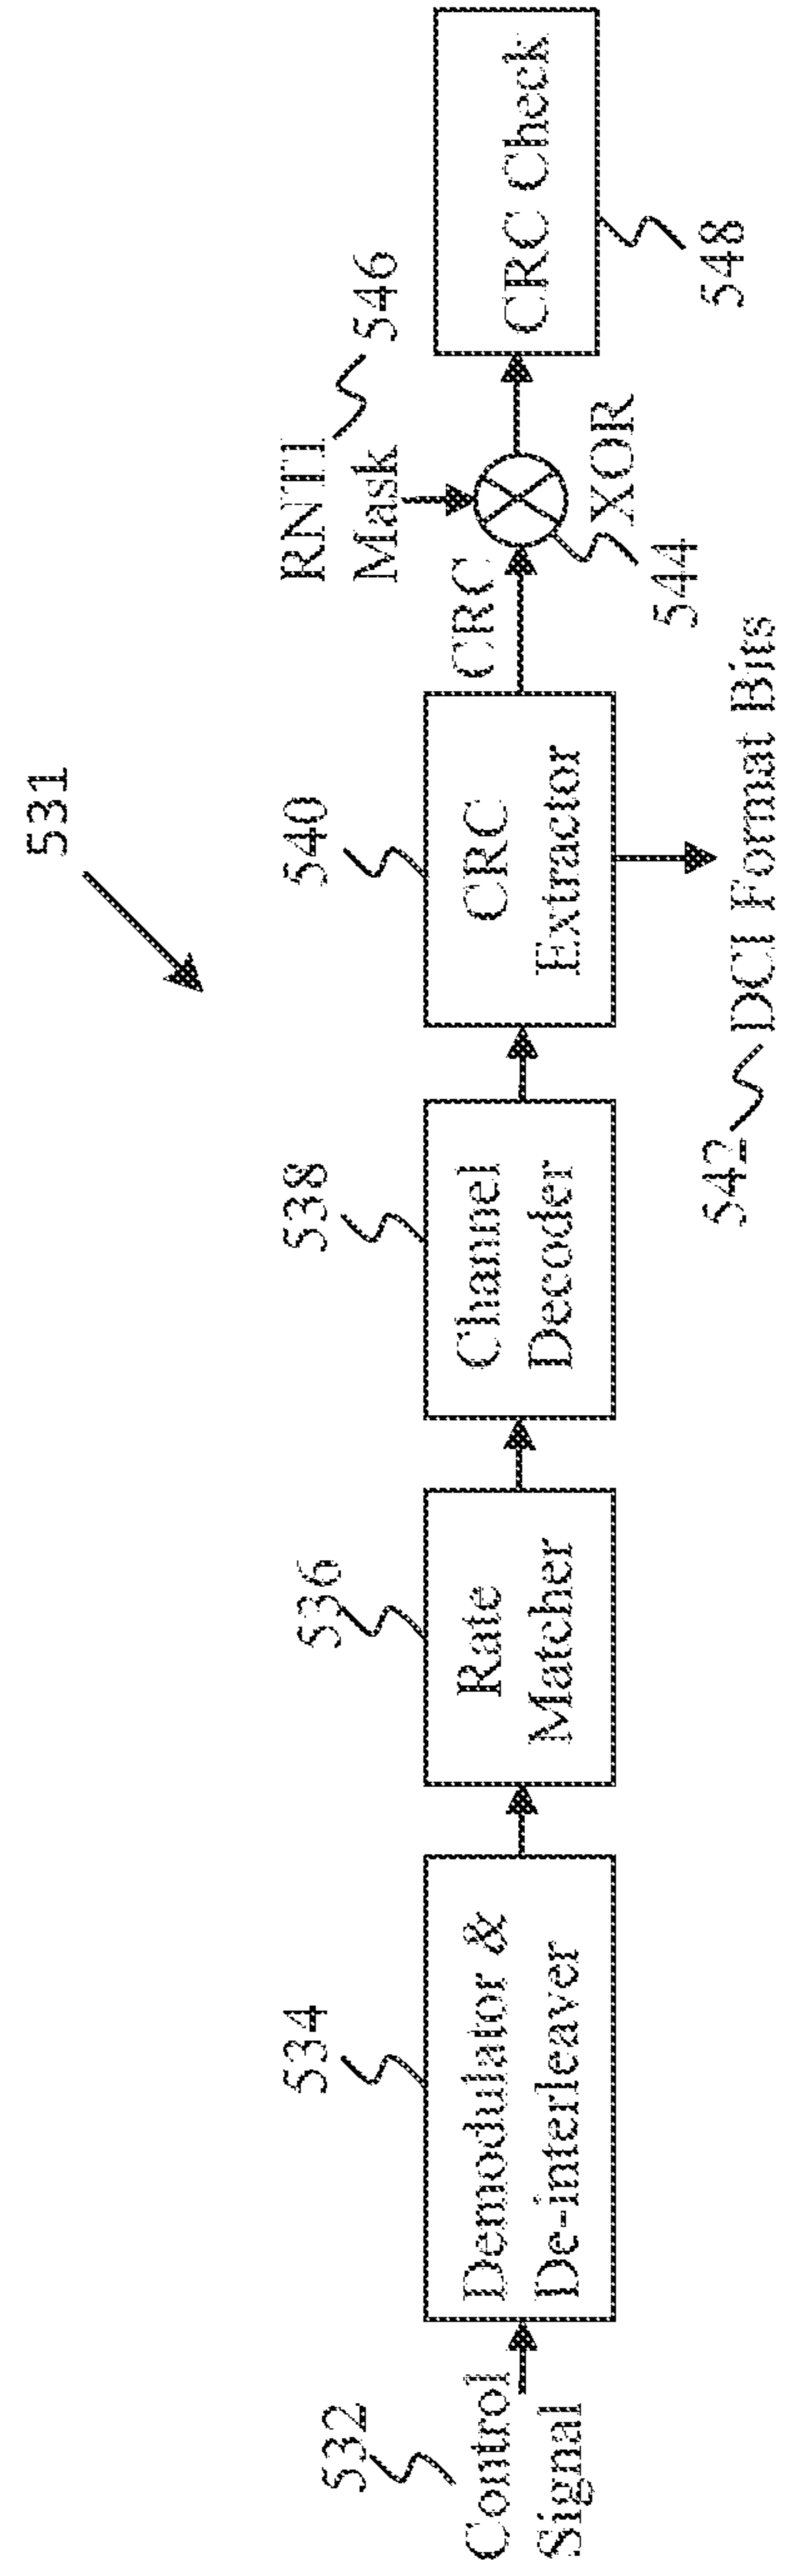 531
532
Control
Signal
534
Demodulator &
De-interleaver
536
Rate
Matcher
538
Channel
Decoder
540
CRC
Extractor
542
DCI Format Bits
CRC
RNTI
Mask
546
XOR
544
CRC Check
548